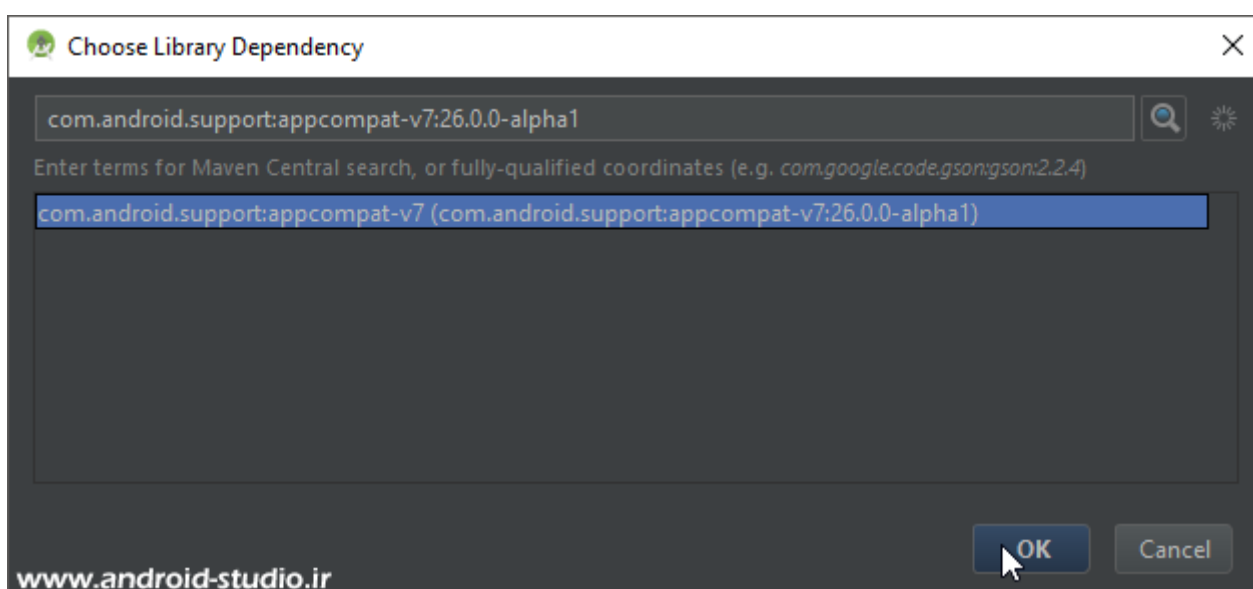 Choose Library Dependency
com.android.support:appcompat-v7:26.0.0-alpha1
Enter terms for Maven Central search, or fully-qualified coordinates (e.g. com.google.code.gson:gson:2.2.4)
com.android.support:appcompat-v7 (com.android.support:appcompat-v7:26.0.0-alpha1)
OK Cancel
www.android-studio.ir